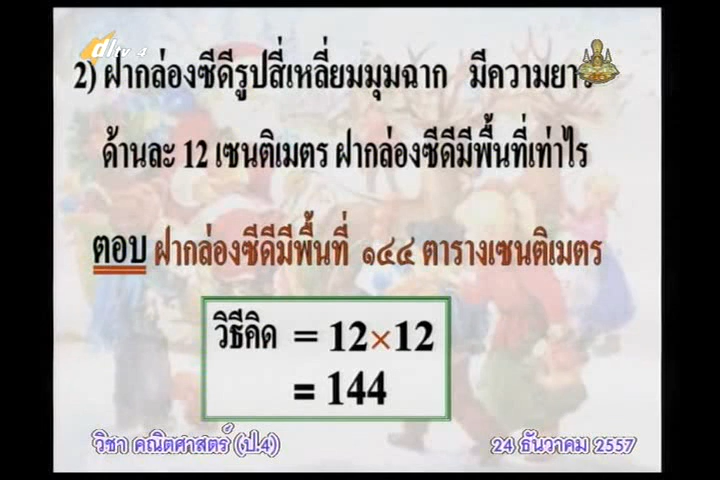 dltv 4
2) ฝากล่องซีดีรูปสี่เหลี่ยมมุมฉาก มีความยาว
ด้านละ 12 เซนติเมตร ฝากล่องซีดีมีพื้นที่เท่าไร
ตอบ ฝากล่องซีดีมีพื้นที่ ๑๔๔ ตารางเซนติเมตร
วิธีคิด = 12×12
= 144
วิชา คณิตศาสตร์ (ป.4)
24 ธันวาคม 2557